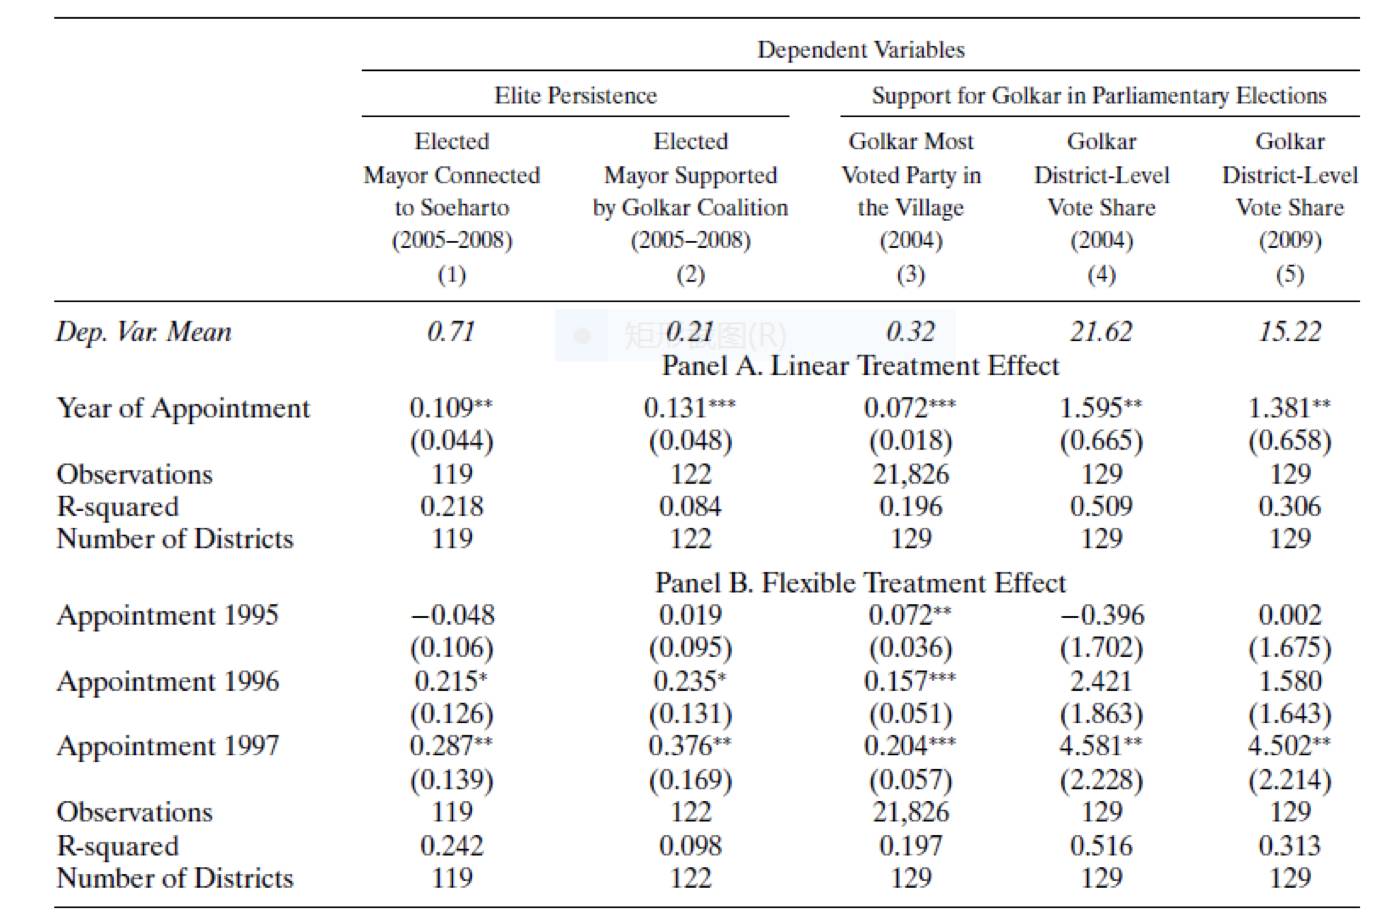 Dependent Variables
Elite Persistence Support for Golkar in Parliamentary Elections
Elected Elected Golkar Most Golkar Golkar
Mayor Connected Mayor Supported Voted Party in District-Level District-Level
to Soeharto by Golkar Coalition the Village Vote Share Vote Share
(2005–2008) (2005–2008) (2004) (2004) (2009)
(1) (2) (3) (4) (5)
Dep. Var. Mean 0.71 0.21 0.32 21.62 15.22
矩形截图(R)
Panel A. Linear Treatment Effect
Year of Appointment 0.109** 0.131*** 0.072*** 1.595** 1.381**
(0.044) (0.048) (0.018) (0.665) (0.658)
Observations 119 122 21,826 129 129
R-squared 0.218 0.084 0.196 0.509 0.306
Number of Districts 119 122 129 129 129
Panel B. Flexible Treatment Effect
Appointment 1995 −0.048 0.019 0.072** −0.396 0.002
(0.106) (0.095) (0.036) (1.702) (1.675)
Appointment 1996 0.215* 0.235* 0.157*** 2.421 1.580
(0.126) (0.131) (0.051) (1.863) (1.643)
Appointment 1997 0.287** 0.376** 0.204*** 4.581** 4.502**
(0.139) (0.169) (0.057) (2.228) (2.214)
Observations 119 122 21,826 129 129
R-squared 0.242 0.098 0.197 0.516 0.313
Number of Districts 119 122 129 129 129